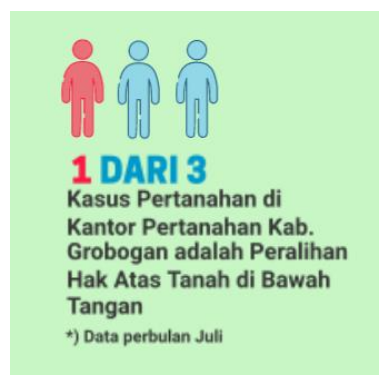 1 DARI 3
Kasus Pertanahan di
Kantor Pertanahan Kab.
Grobogan adalah Peralihan
Hak Atas Tanah di Bawah
Tangan
*) Data perbulan Juli